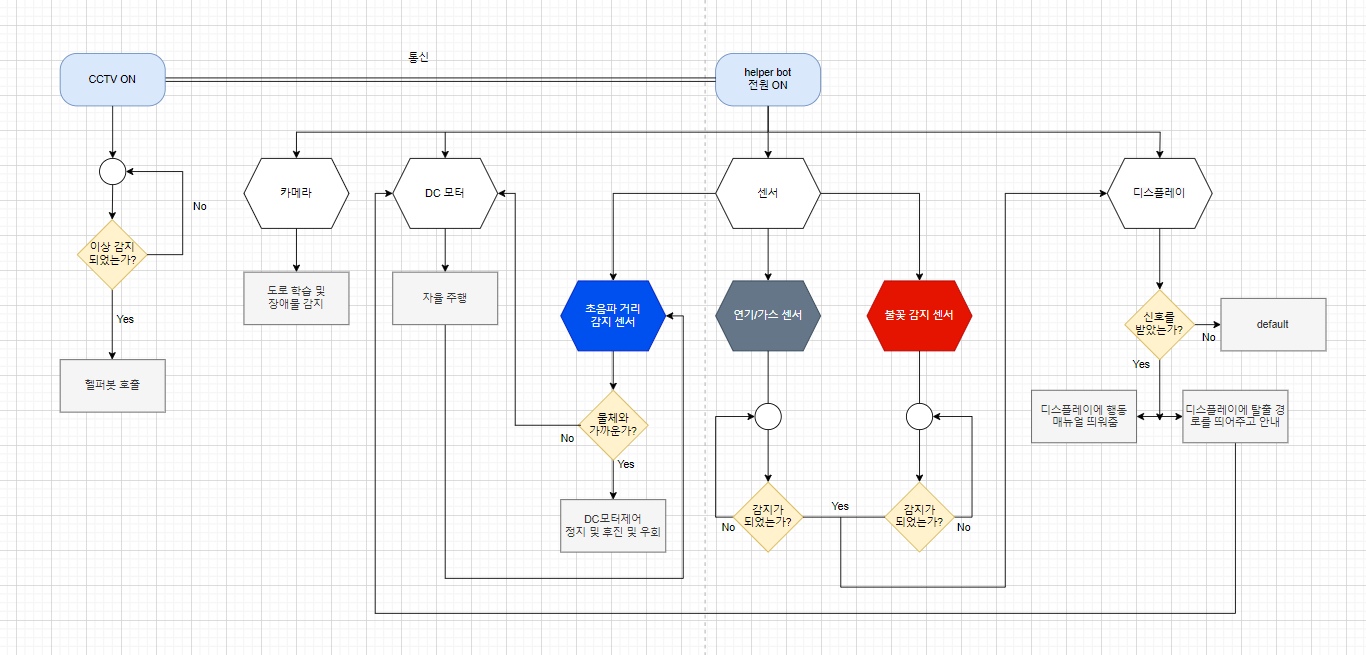 통신
CCTV ON
helper bot
전원 ON
카메라
DC 모터
센서
디스플레이
No
이상 감지
되었는가?
Yes
헬퍼봇 호출
도로 학습 및
장애물 감지
자율 주행
초음파 거리
감지 센서
연기/가스 센서
불꽃 감지 센서
신호를
받았는가?
No
default
Yes
디스플레이에 행동
매뉴얼 띄워줌
디스플레이에 탈출 경
로를 띄어주고 안내
물체와
가까운가?
No
Yes
DC모터제어
정지 및 후진 및 우회
감지가
되었는가?
No
Yes
감지가
되었는가?
No